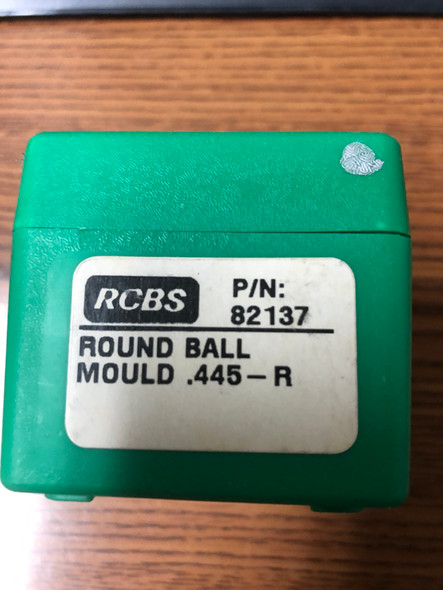 RCBS
P/N:
82137
ROUND BALL
MOULD .445-R